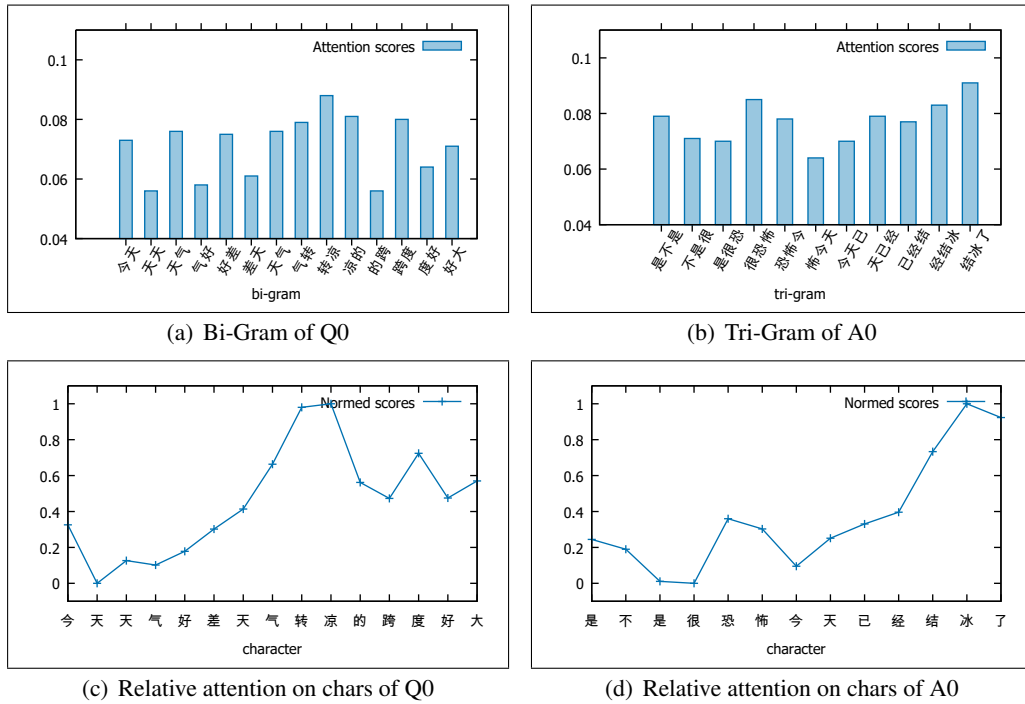 Attention scores
0.1
0.08
0.06
0.04
今天 天天 天气 气好 好差 差天 天气 气转 转凉 凉的 的跨 跨度 度好 好大
bi-gram
(a) Bi-Gram of Q0
Attention scores
0.1
0.08
0.06
0.04
是不是 不是很 是很恐 很恐怖 恐怖今 怖今天 今天已 天已经 已经结 经结冰 结冰了
tri-gram
(b) Tri-Gram of A0
Normed scores
1
0.8
0.6
0.4
0.2
0
今 天 天 气 好 差 天 气 转 凉 的 跨 度 好 大
character
(c) Relative attention on chars of Q0
Normed scores
1
0.8
0.6
0.4
0.2
0
是 不 是 很 恐 怖 今 天 已 经 结 冰 了
character
(d) Relative attention on chars of A0